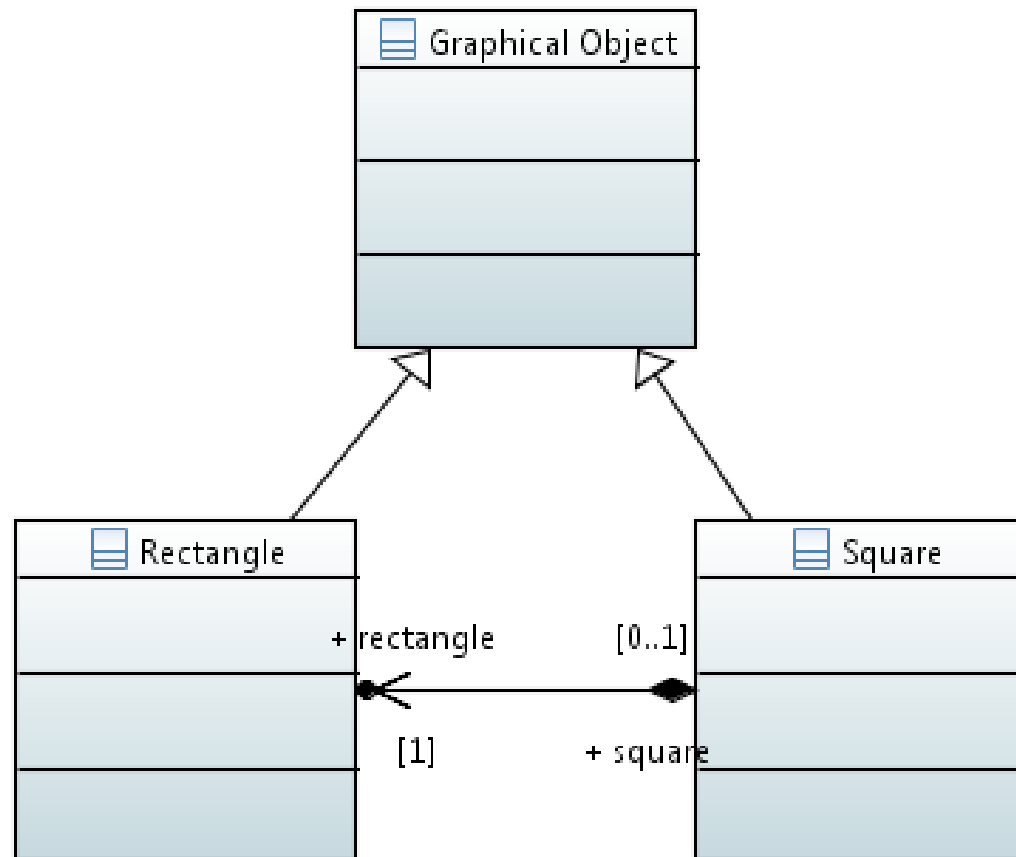 Graphical Object
Rectangle
Square
+ rectangle
[0..1]
[1]
+ square